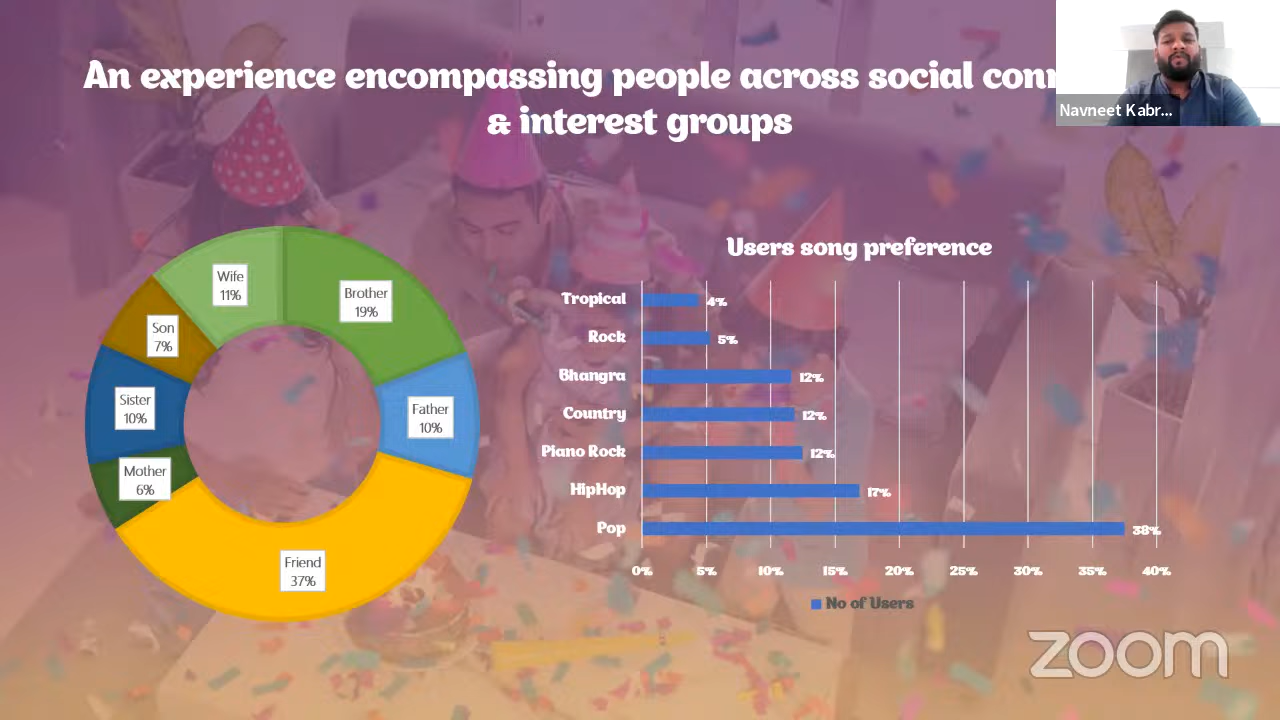 An experience encompassing people across social
& interest groups
Navneet Kabr...
Wife
11%
Brother
19%
Son
7%
Father
10%
Sister
10%
Mother
6%
Friend
37%
Users song preference
Tropical 4%
Rock 5%
Bhangra 12%
Country 12%
Piano Rock 12%
HipHop 17%
Pop 38%
0% 5% 10% 15% 20% 25% 30% 35% 40%
No of Users
zoom